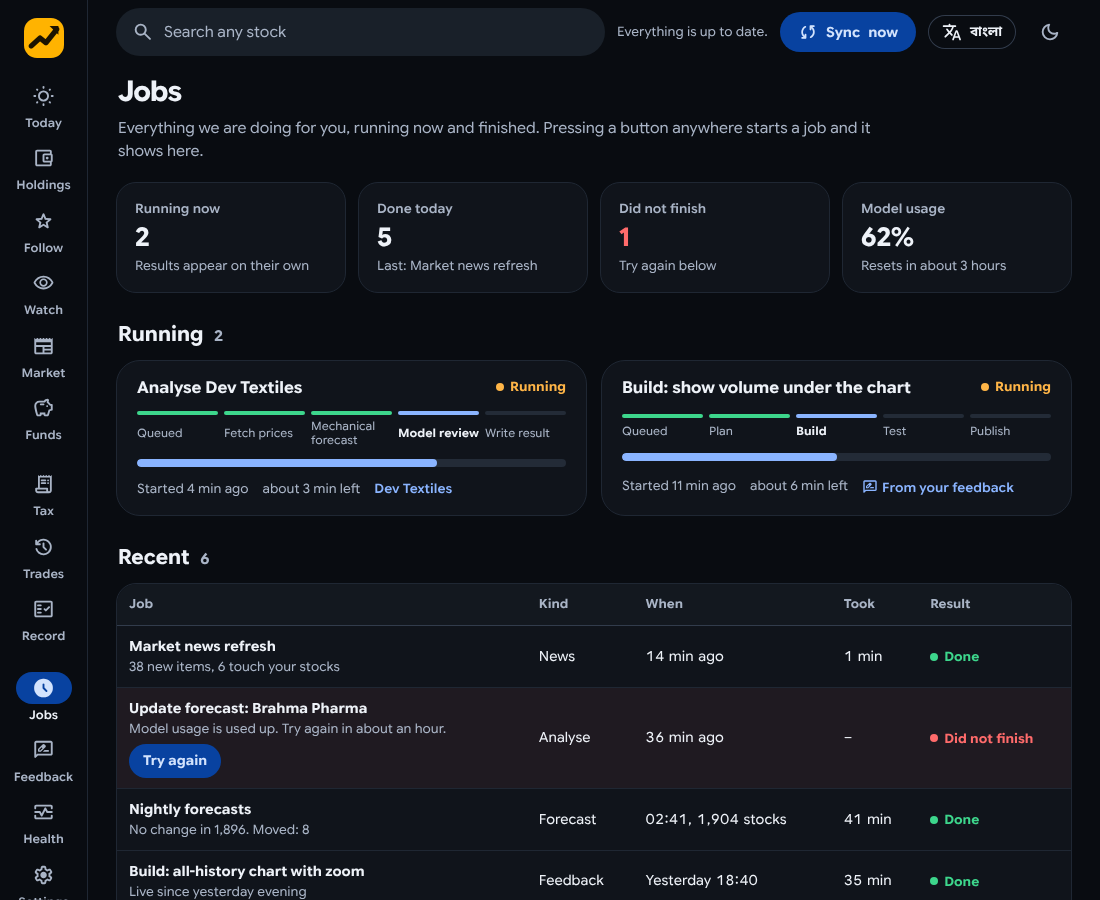 Search any stock
Everything is up to date.
Sync now
বাংলা
Today
Holdings
Follow
Watch
Market
Funds
Tax
Trades
Record
Jobs
Feedback
Health
Jobs
Everything we are doing for you, running now and finished. Pressing a button anywhere starts a job and it
shows here.
Running now
2
Results appear on their own
Done today
5
Last: Market news refresh
Did not finish
1
Try again below
Model usage
62%
Resets in about 3 hours
Running 2
Analyse Dev Textiles
Running
Queued
Fetch prices
Mechanical
forecast
Model review
Write result
Started 4 min ago
about 3 min left
Dev Textiles
Build: show volume under the chart
Running
Queued
Plan
Build
Test
Publish
Started 11 min ago
about 6 min left
From your feedback
Recent 6
Job Kind When Took Result
Market news refresh
38 new items, 6 touch your stocks
News
14 min ago
1 min
Done
Update forecast: Brahma Pharma
Model usage is used up. Try again in about an hour.
Try again
Analyse
36 min ago
–
Did not finish
Nightly forecasts
No change in 1,896. Moved: 8
Forecast
02:41, 1,904 stocks
41 min
Done
Build: all-history chart with zoom
Live since yesterday evening
Feedback
Yesterday 18:40
35 min
Done